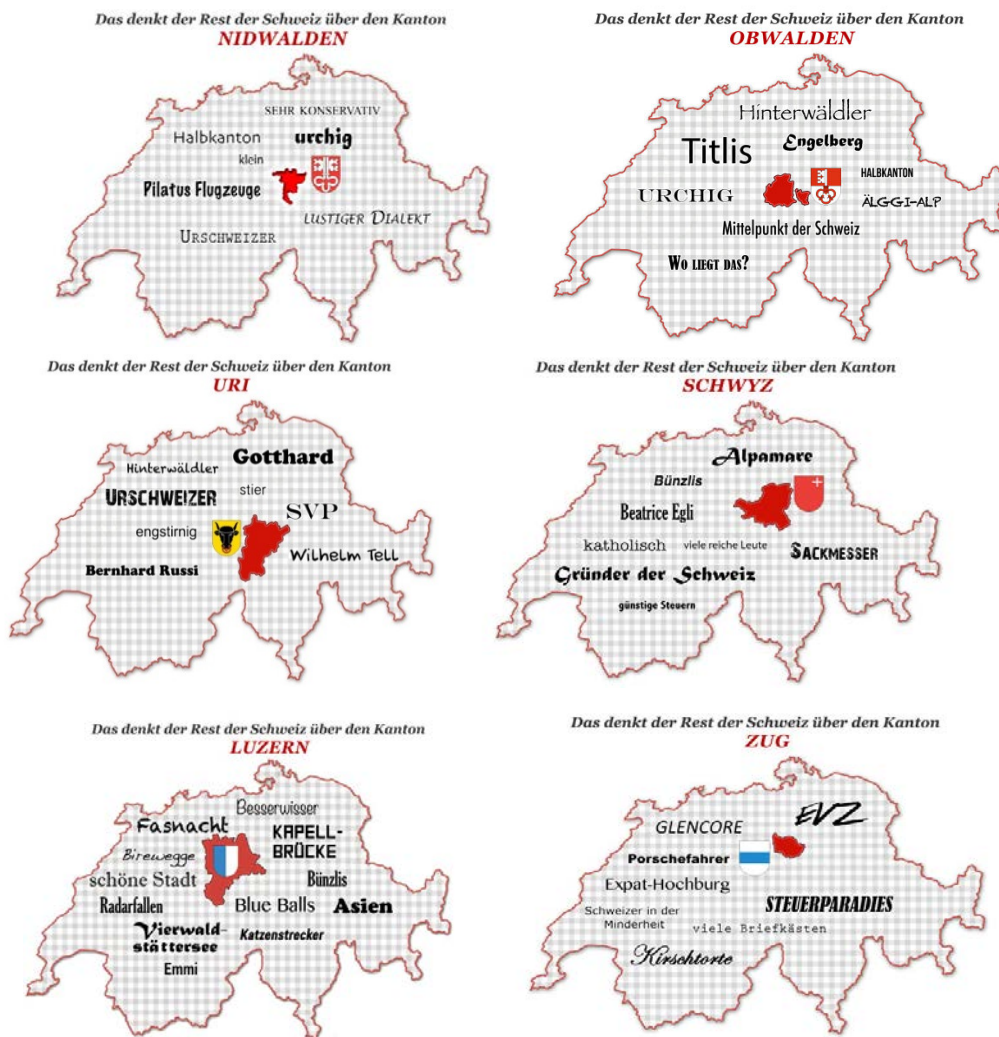 Das denkt der Rest der Schweiz über den Kanton
NIDWALDEN
SEHR KONSERVATIV
Halbkanton
urchig
klein
Pilatus Flugzeuge
LUSTIGER DIALEKT
URSCHWEIZER
Das denkt der Rest der Schweiz über den Kanton
OBWALDEN
Hinterwäldler
Titlis
Engelberg
HALBKANTON
URCHIG
ÄLGGI-ALP
Mittelpunkt der Schweiz
WO LIEGT DAS?
Das denkt der Rest der Schweiz über den Kanton
URI
Hinterwäldler
Gotthard
URSCHWEIZER
stier
SVP
engstirnig
Wilhelm Tell
Bernhard Russi
Das denkt der Rest der Schweiz über den Kanton
SCHWYZ
Alpamare
Bünzlis
Beatrice Egli
katholisch
viele reiche Leute
SACKMESSER
Gründer der Schweiz
günstige Steuern
Das denkt der Rest der Schweiz über den Kanton
LUZERN
Besserwisser
Fasnacht
KAPELL-
BRÜCKE
Birewegge
schöne Stadt
Bünzlis
Radarfallen
Blue Balls
Asien
Vierwald-
stättersee
Katzenstrecker
Emmi
Das denkt der Rest der Schweiz über den Kanton
ZUG
EVZ
GLENCORE
Porschefahrer
Expat-Hochburg
STEUERPARADIES
Schweizer in der
Minderheit
viele Briefkästen
Kirschtorte